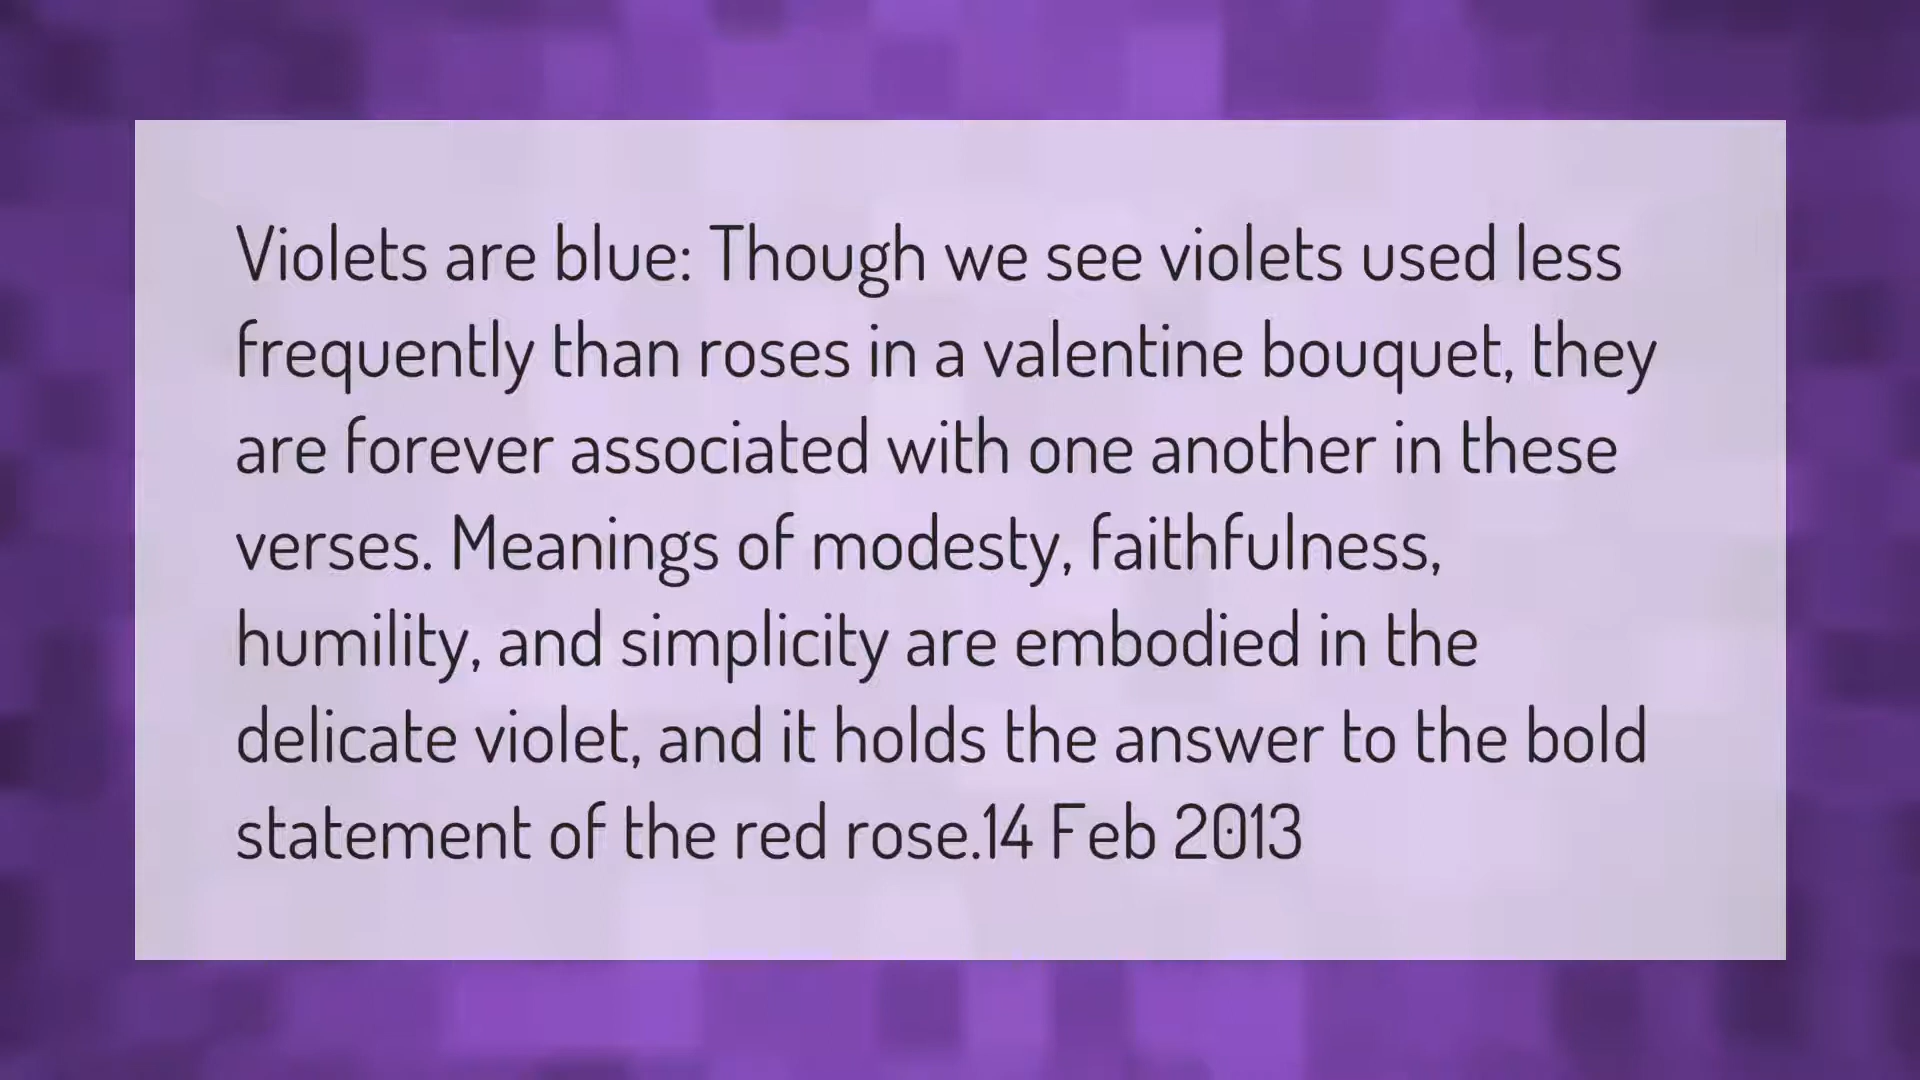 Violets are blue: Though we see violets used less
frequently than roses in a valentine bouquet, they
are forever associated with one another in these
verses. Meanings of modesty, faithfulness,
humility, and simplicity are embodied in the
delicate violet, and it holds the answer to the bold
statement of the red rose.14 Feb 2013